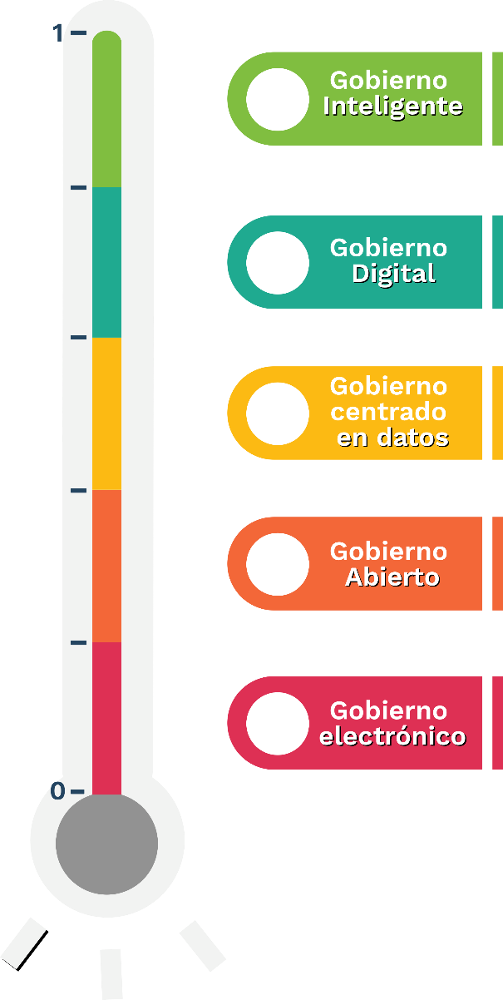 1
Gobierno
Inteligente
Gobierno
Digital
Gobierno
centrado
en datos
Gobierno
Abierto
Gobierno
electrónico
0